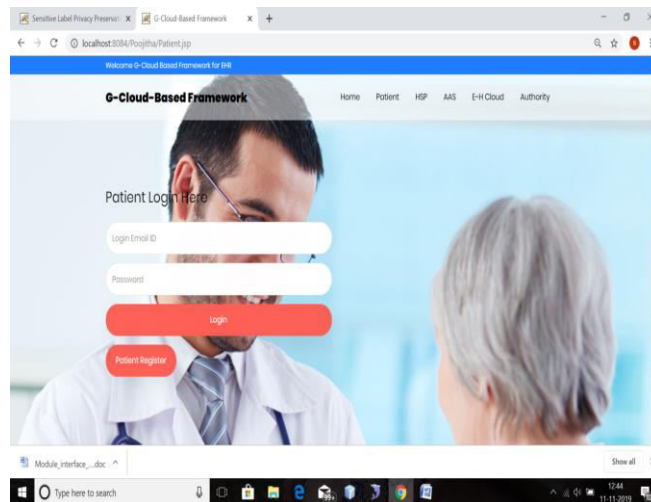 Sensitive Label Privacy Preservat X G-Cloud Based Framework X +
localhost:8084/Poojitha/Patient.jsp
Welcome G-Cloud Based Framework for EHR
G-Cloud-Based Framework Home Patient HSP AAS E-H Cloud Authority
Patient Login Here
Login Email ID
Password
Login
Patient Register
Module_interface_....doc Show all
Type here to search 99+ 12:44
11-11-2019